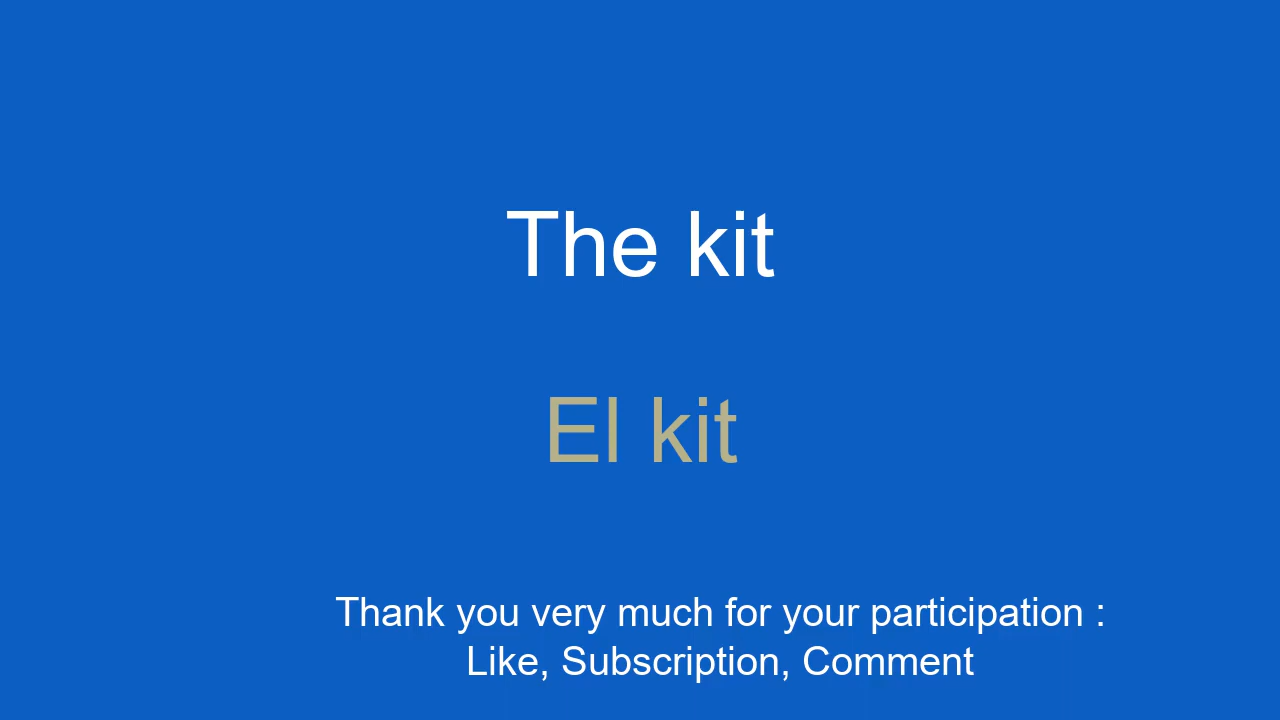 The kit
El kit
Thank you very much for your participation :
Like, Subscription, Comment